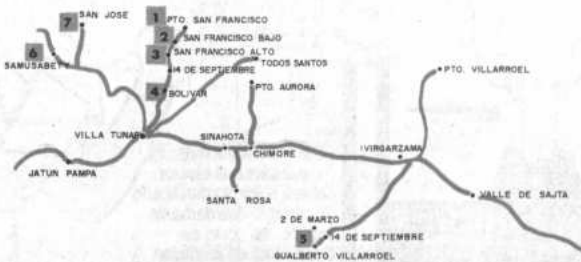 7 SAN JOSE
1 PTO. SAN FRANCISCO
2 SAN FRANCISCO BAJO
3 SAN FRANCISCO ALTO
6
SAMUSABETY
14 DE SEPTIEMBRE
TODOS SANTOS
PTO. VILLARROEL
4 BOLIVAR
PTO. AURORA
VILLA TUNARI
SINAHOTA
CHIMORE
IVIRGARZAMA
JATUN PAMPA
SANTA ROSA
VALLE DE SAJTA
2 DE MARZO
5
14 DE SEPTIEMBRE
GUALBERTO VILLARROEL